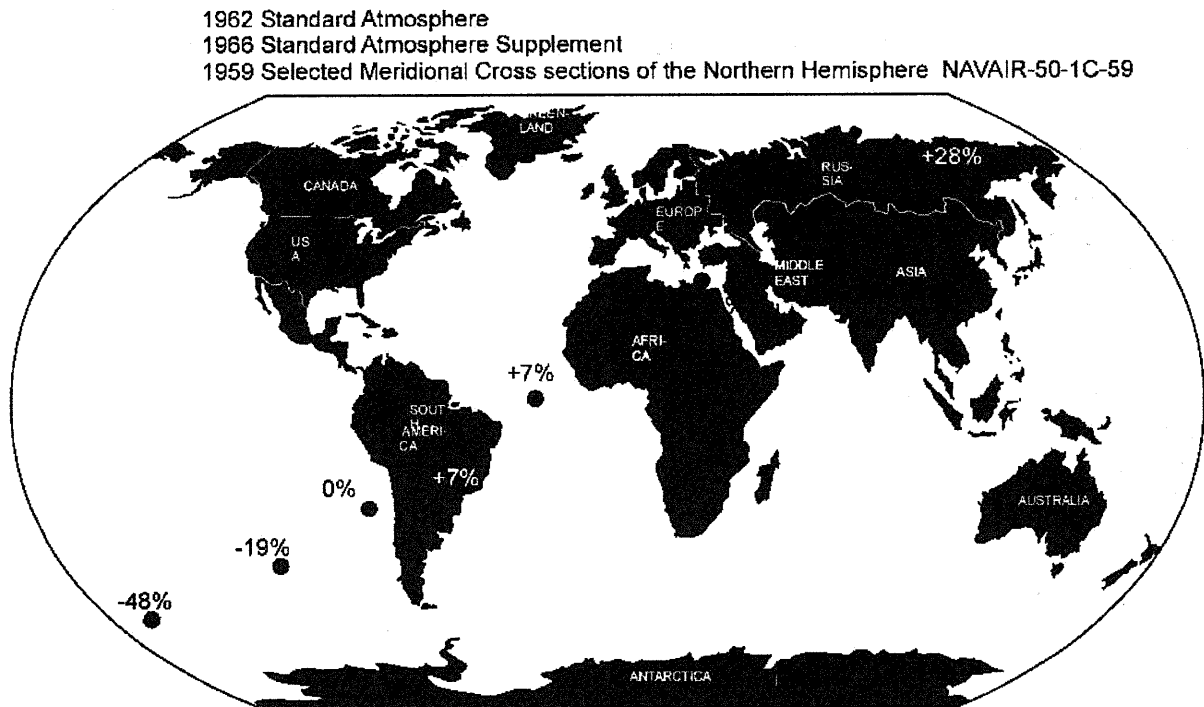 1962 Standard Atmosphere
1966 Standard Atmosphere Supplement
1959 Selected Meridional Cross sections of the Northern Hemisphere NAVAIR-50-1C-59
LAND
+28%
RUS-
SIA
CANADA
EUROP
E
US
A
MIDDLE
EAST
ASIA
AFRI-
CA
+7%
SOUT
H
AMERI-
CA
+7%
0%
AUSTRALIA
-19%
-48%
ANTARCTICA